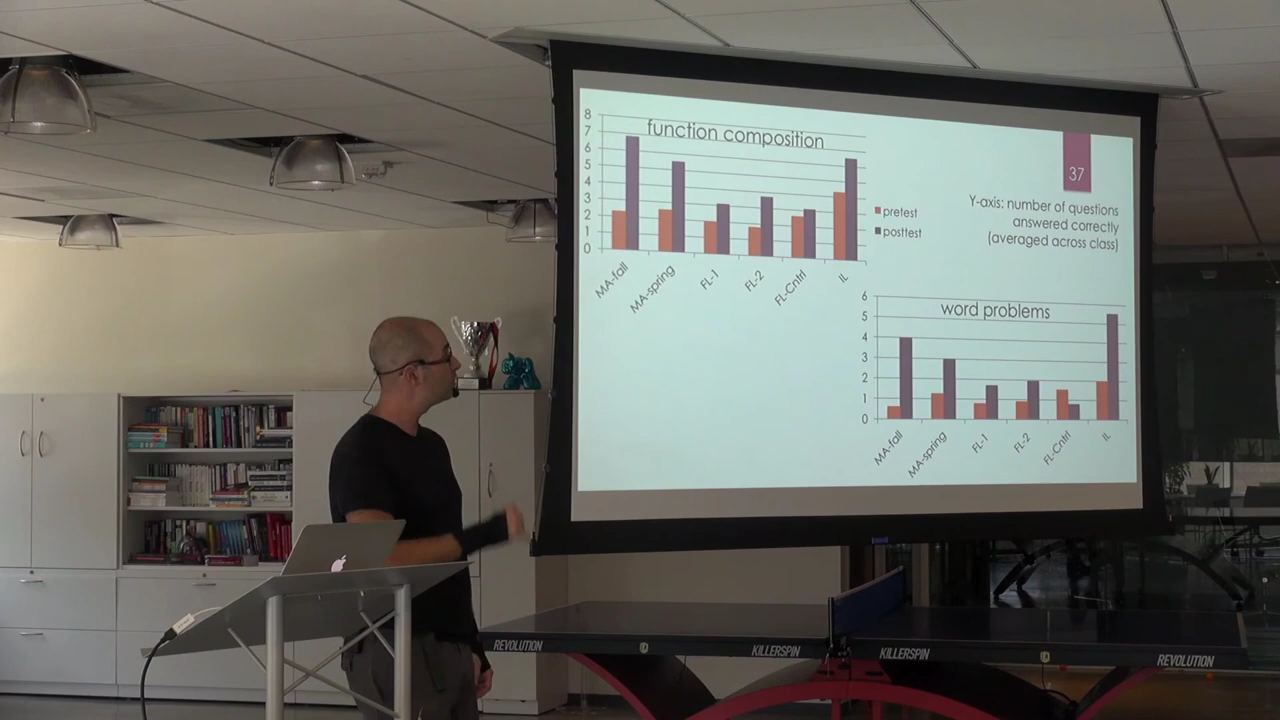 function composition
8
7
6
5
4
3
2
1
0
MA-fall
MA-spring
FL-1
FL-2
FL-Cntrl
IL
pretest
posttest
37
Y-axis: number of questions
answered correctly
(averaged across class)
word problems
6
5
4
3
2
1
0
MA-fall
MA-spring
FL-1
FL-2
FL-Cntrl
IL
REVOLUTION
KILLERSPIN
KILLERSPIN
REVOLUTION